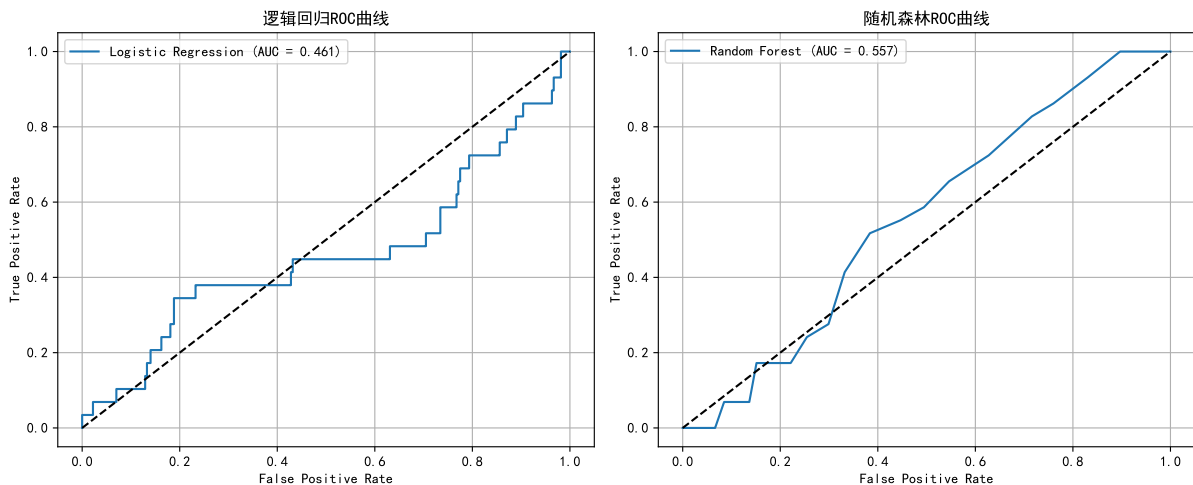 逻辑回归ROC曲线
Logistic Regression (AUC = 0.461)
True Positive Rate
1.0
0.8
0.6
0.4
0.2
0.0
0.0 0.2 0.4 0.6 0.8 1.0
False Positive Rate
随机森林ROC曲线
Random Forest (AUC = 0.557)
True Positive Rate
1.0
0.8
0.6
0.4
0.2
0.0
0.0 0.2 0.4 0.6 0.8 1.0
False Positive Rate